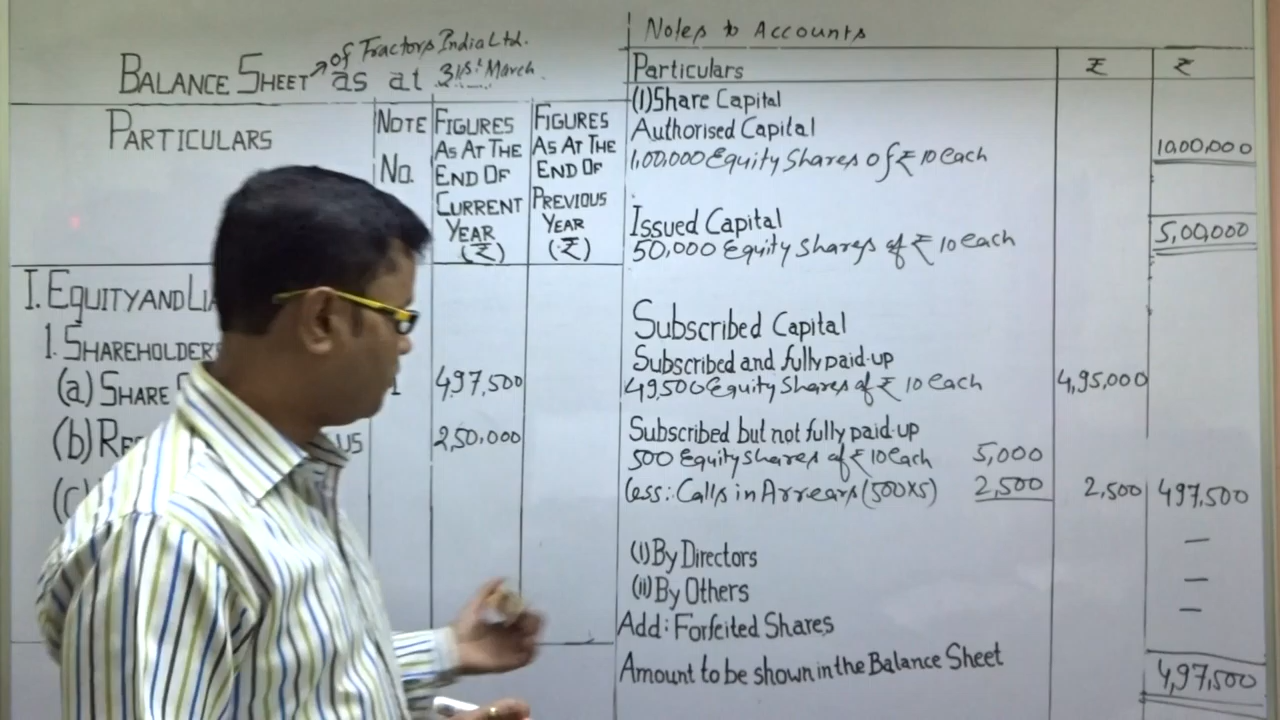 of Tractors India Ltd.
BALANCE SHEET as at 31st March.
PARTICULARS
NOTE No.
FIGURES AS AT THE END OF CURRENT YEAR (₹)
FIGURES AS AT THE END OF PREVIOUS YEAR (₹)
I. EQUITY AND LIA
1. SHAREHOLDERS
(a) SHARE 1 497,500
(b) RE US 2,50,000
(c)
Notes to Accounts
Particulars ₹ ₹
(1) Share Capital
Authorised Capital
1,00,000 Equity Shares of ₹ 10 each 10,00,000
Issued Capital
50,000 Equity Shares of ₹ 10 each 5,00,000
Subscribed Capital
Subscribed and fully paid-up
49,500 Equity Shares of ₹ 10 each 4,95,000
Subscribed but not fully paid-up
500 Equity Shares of ₹ 10 each 5,000
Less: Calls in Arrears (500x5) 2,500 2,500 497,500
(i) By Directors —
(ii) By Others —
Add: Forfeited Shares —
Amount to be shown in the Balance Sheet 4,97,500